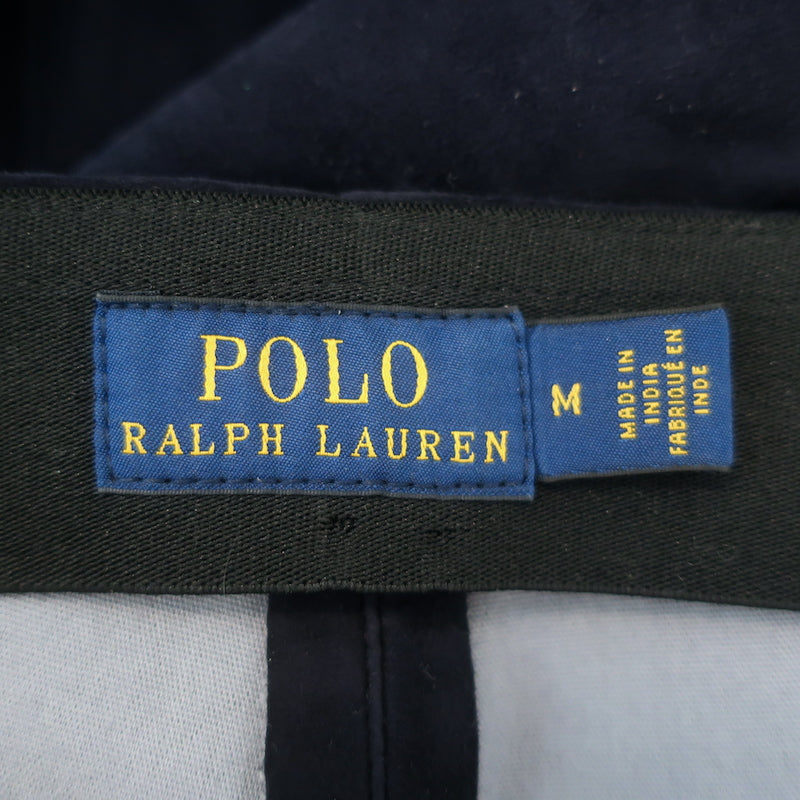 POLO
RALPH LAUREN
M
MADE IN
INDIA
FABRIQUÉ EN
INDE